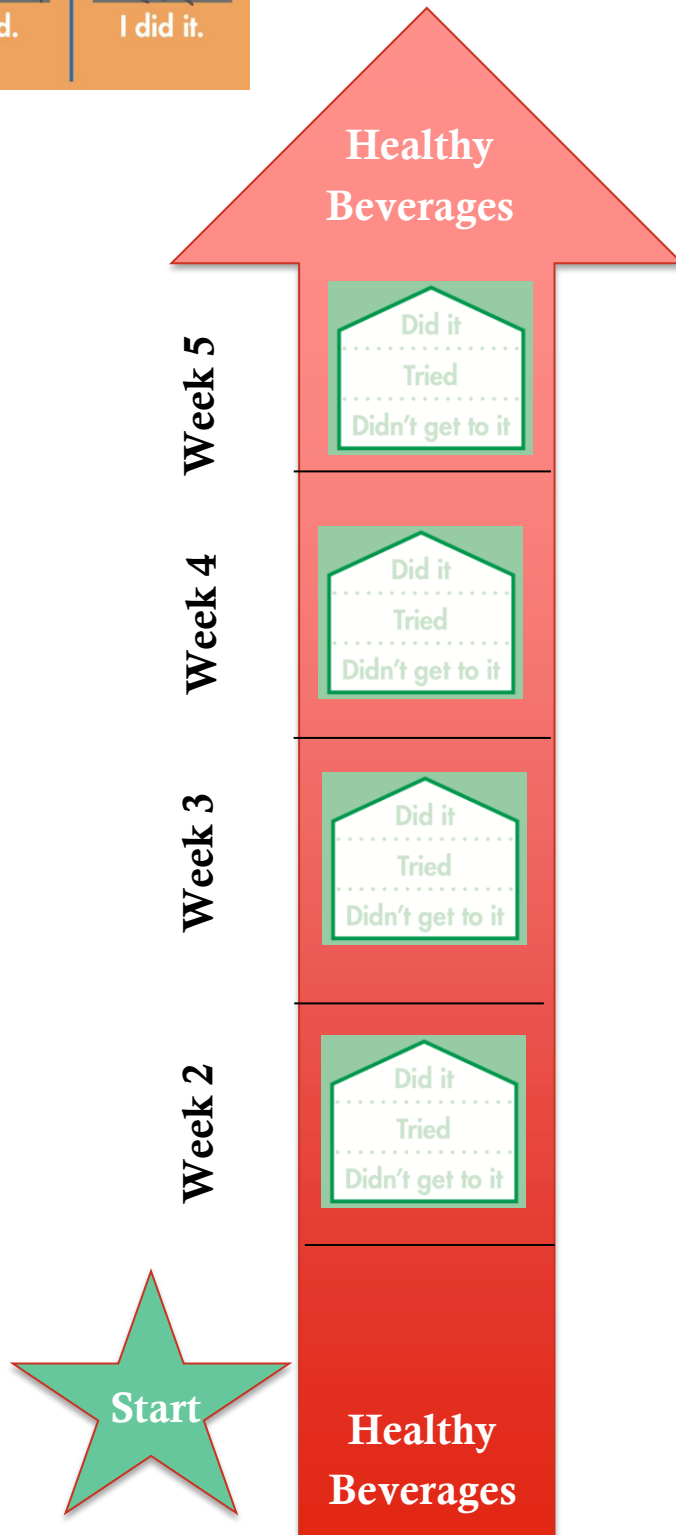 d.
I did it.
Healthy
Beverages
Week 5
Did it
Tried
Didn't get to it
Week 4
Did it
Tried
Didn't get to it
Week 3
Did it
Tried
Didn't get to it
Week 2
Did it
Tried
Didn't get to it
Start
Healthy
Beverages